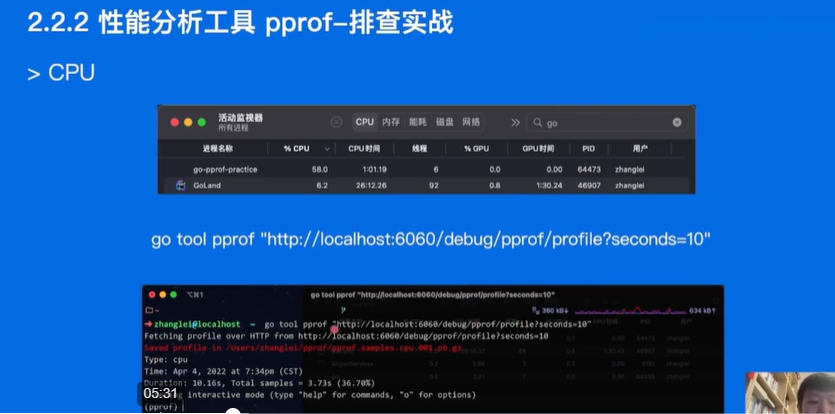 2.2.2 性能分析工具 pprof-排查实战
> CPU
活动监视器
所有进程
CPU 内存 能耗 磁盘 网络
go
进程名称 % CPU CPU 时间 线程 % GPU GPU 时间 PID 用户
go-pprof-practice 58.0 1:01.19 6 0.0 0.00 64473 zhanglei
GoLand 6.2 26:12.26 92 0.8 1:30.24 46907 zhanglei
go tool pprof "http://localhost:6060/debug/pprof/profile?seconds=10"
⌥⌘1 go tool pprof "http://localhost:6060/debug/pprof/profile?seconds=10"
360 kB↓ 634 kB↑
zhanglei@localhost ~ go tool pprof "http://localhost:6060/debug/pprof/profile?seconds=10"
Fetching profile over HTTP from http://localhost:6060/debug/pprof/profile?seconds=10
Saved profile in /Users/zhanglei/pprof/pprof.samples.cpu.001.pb.gz
Type: cpu
Time: Apr 4, 2022 at 7:34pm (CST)
Duration: 10.16s, Total samples = 3.73s (36.70%)
05:31
interactive mode (type "help" for commands, "o" for options)
(pprof)